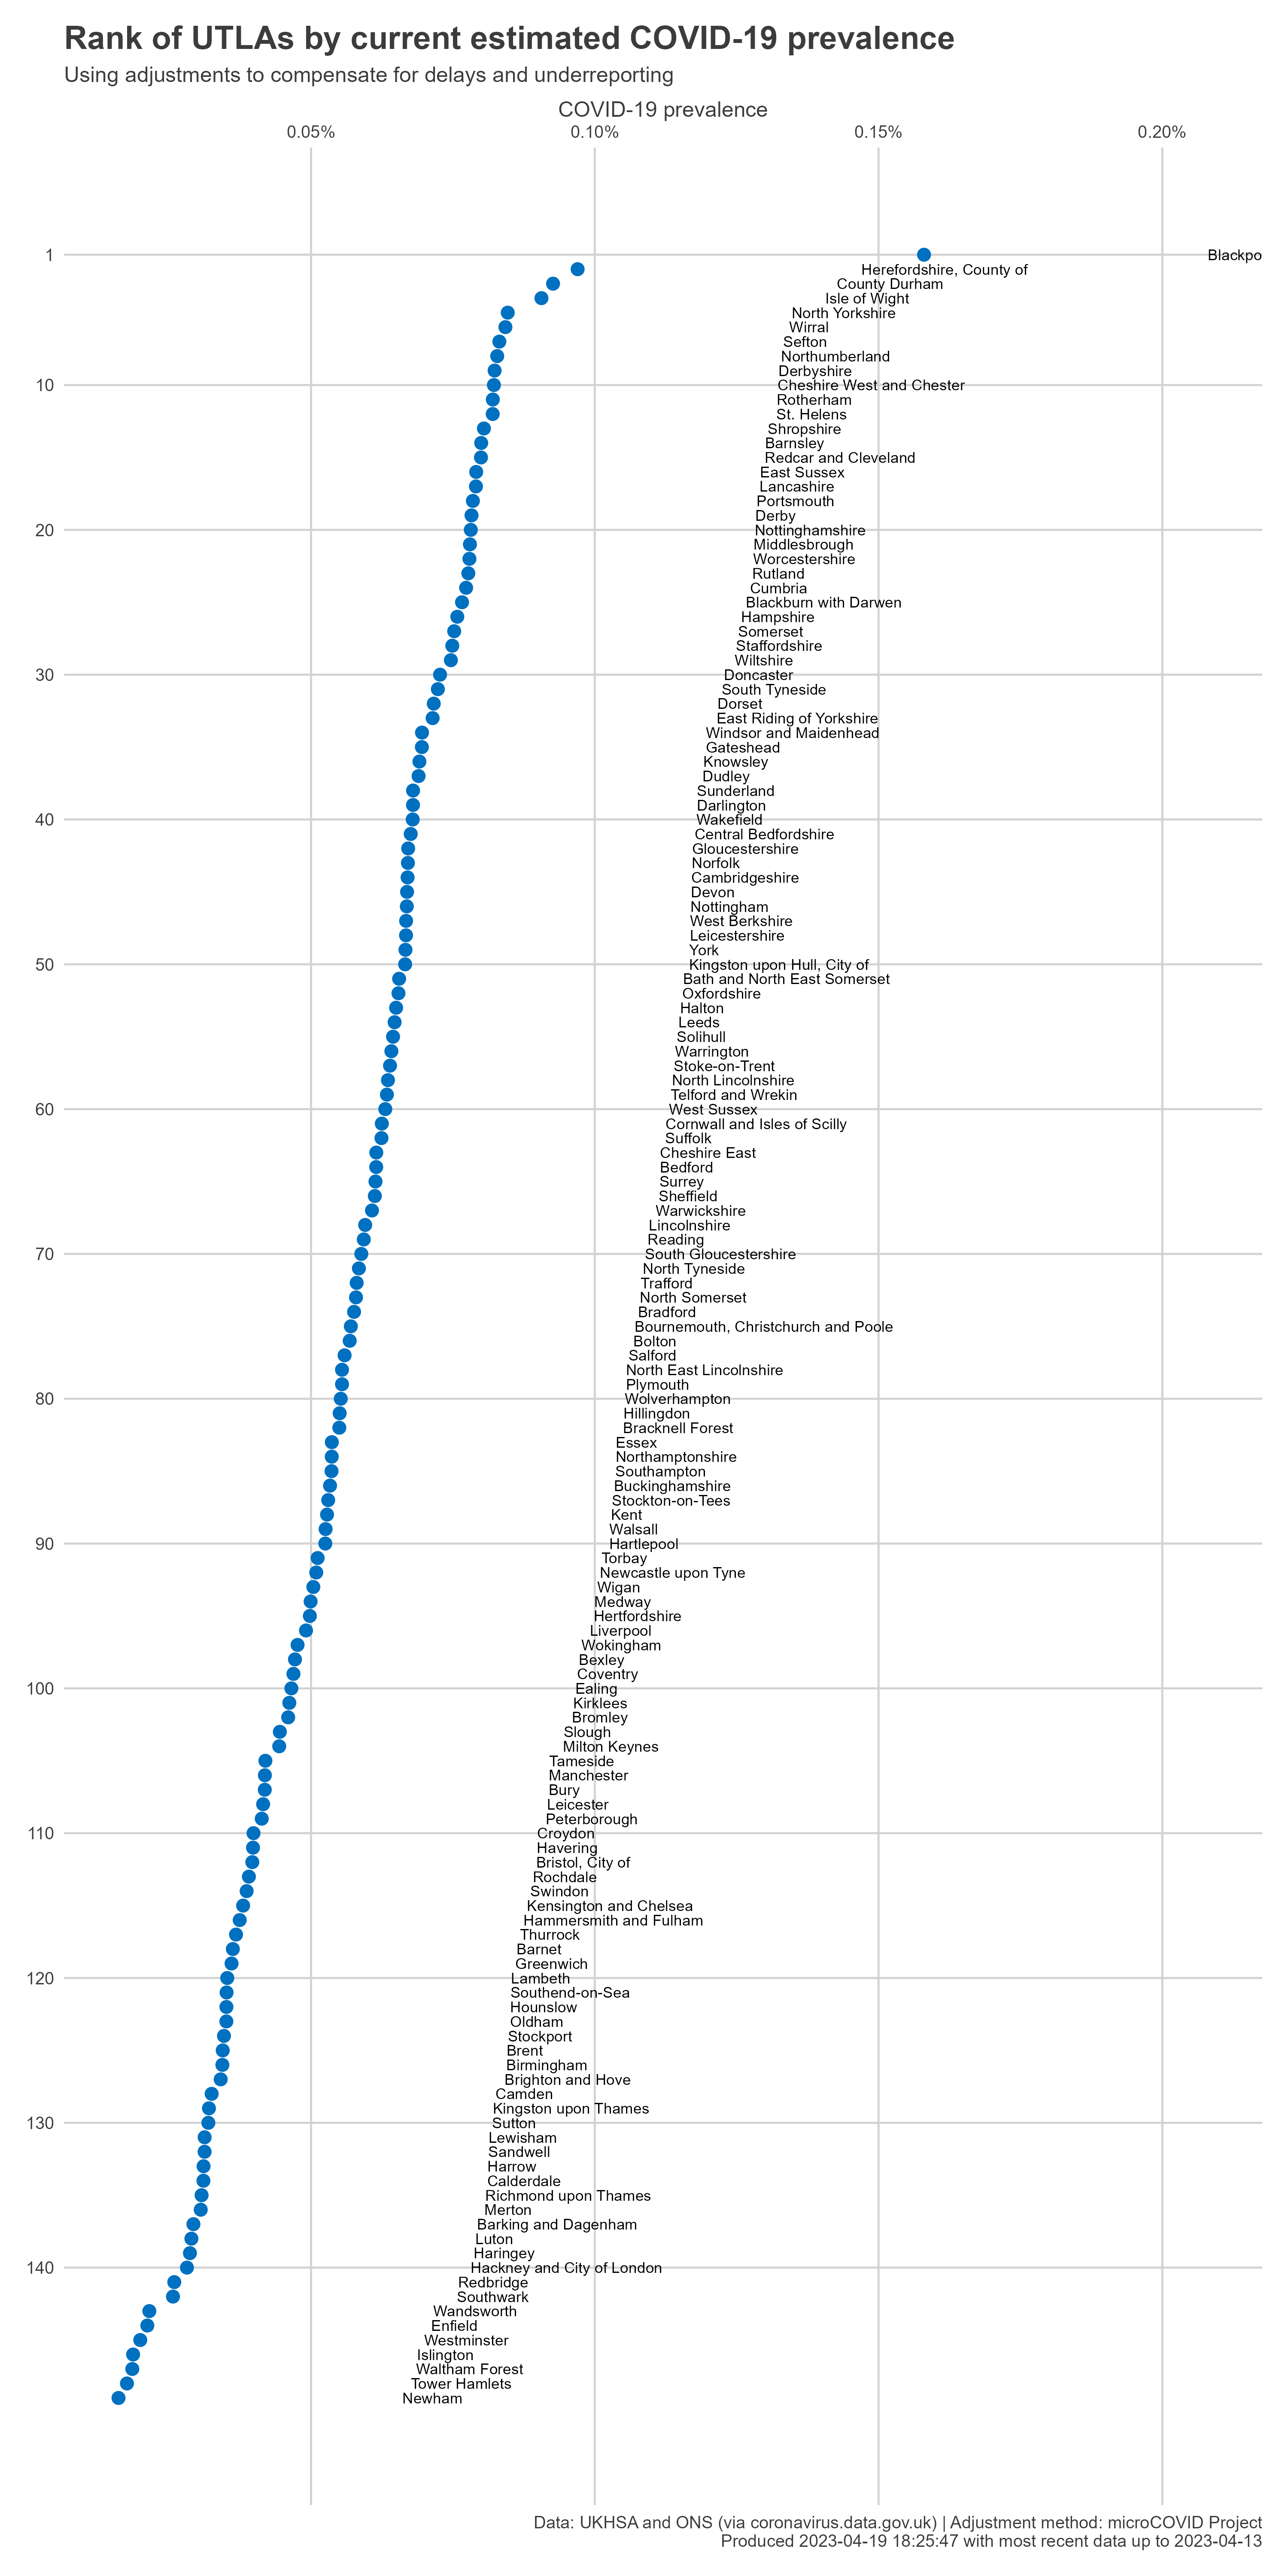 Rank of UTLAs by current estimated COVID-19 prevalence
Using adjustments to compensate for delays and underreporting
COVID-19 prevalence
0.05% 0.10% 0.15% 0.20%
1 Blackpo
Herefordshire, County of
County Durham
Isle of Wight
North Yorkshire
Wirral
Sefton
Northumberland
Derbyshire
10 Cheshire West and Chester
Rotherham
St. Helens
Shropshire
Barnsley
Redcar and Cleveland
East Sussex
Lancashire
Portsmouth
Derby
20 Nottinghamshire
Middlesbrough
Worcestershire
Rutland
Cumbria
Blackburn with Darwen
Hampshire
Somerset
Staffordshire
Wiltshire
30 Doncaster
South Tyneside
Dorset
East Riding of Yorkshire
Windsor and Maidenhead
Gateshead
Knowsley
Dudley
Sunderland
Darlington
40 Wakefield
Central Bedfordshire
Gloucestershire
Norfolk
Cambridgeshire
Devon
Nottingham
West Berkshire
Leicestershire
York
50 Kingston upon Hull, City of
Bath and North East Somerset
Oxfordshire
Halton
Leeds
Solihull
Warrington
Stoke-on-Trent
North Lincolnshire
Telford and Wrekin
60 West Sussex
Cornwall and Isles of Scilly
Suffolk
Cheshire East
Bedford
Surrey
Sheffield
Warwickshire
Lincolnshire
Reading
70 South Gloucestershire
North Tyneside
Trafford
North Somerset
Bradford
Bournemouth, Christchurch and Poole
Bolton
Salford
North East Lincolnshire
Plymouth
80 Wolverhampton
Hillingdon
Bracknell Forest
Essex
Northamptonshire
Southampton
Buckinghamshire
Stockton-on-Tees
Kent
Walsall
90 Hartlepool
Torbay
Newcastle upon Tyne
Wigan
Medway
Hertfordshire
Liverpool
Wokingham
Bexley
Coventry
100 Ealing
Kirklees
Bromley
Slough
Milton Keynes
Tameside
Manchester
Bury
Leicester
Peterborough
110 Croydon
Havering
Bristol, City of
Rochdale
Swindon
Kensington and Chelsea
Hammersmith and Fulham
Thurrock
Barnet
Greenwich
120 Lambeth
Southend-on-Sea
Hounslow
Oldham
Stockport
Brent
Birmingham
Brighton and Hove
Camden
Kingston upon Thames
130 Sutton
Lewisham
Sandwell
Harrow
Calderdale
Richmond upon Thames
Merton
Barking and Dagenham
Luton
Haringey
140 Hackney and City of London
Redbridge
Southwark
Wandsworth
Enfield
Westminster
Islington
Waltham Forest
Tower Hamlets
Newham
Data: UKHSA and ONS (via coronavirus.data.gov.uk) | Adjustment method: microCOVID Project
Produced 2023-04-19 18:25:47 with most recent data up to 2023-04-13